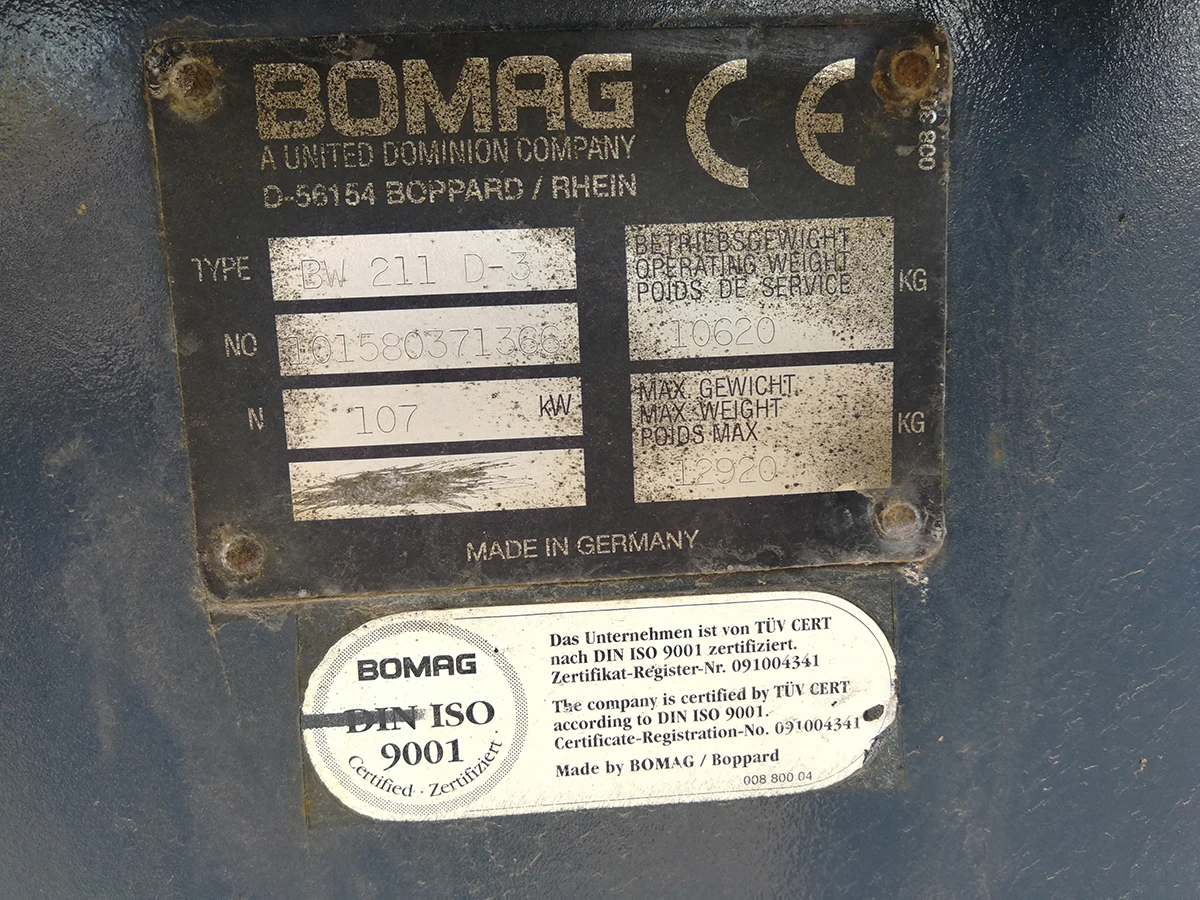 BOMAG
CE
A UNITED DOMINION COMPANY
D-56154 BOPPARD / RHEIN
TYPE BW 211 D-3
NO 101580371366
N 107 KW
BETRIEBSGEWIGHT
OPERATING WEIGHT
POIDS DE SERVICE
10620 KG
MAX. GEWICHT
MAX WEIGHT
POIDS MAX
12920 KG
MADE IN GERMANY
BOMAG
DIN ISO
9001
Certified · Zertifiziert ·
Das Unternehmen ist von TÜV CERT
nach DIN ISO 9001 zertifiziert.
Zertifikat-Register-Nr. 091004341
The company is certified by TÜV CERT
according to DIN ISO 9001.
Certificate-Registration-No. 091004341
Made by BOMAG / Boppard
008 800 04